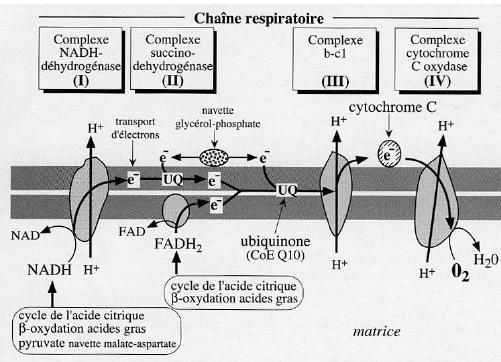 Chaîne respiratoire
Complexe
NADH-
déhydrogénase
(I)
Complexe
succino-
dehydrogénase
(II)
Complexe
b-c1
(III)
Complexe
cytochrome
C oxydase
(IV)
transport
d'électrons
navette
glycérol-phosphate
cytochrome C
H+
H+
H+
e-
e-
e-
e-
UQ
e-
UQ
e-
NAD
FAD
FADH2
ubiquinone
(CoE Q10)
NADH
H+
H+
H+
02
H20
cycle de l'acide citrique
β-oxydation acides gras
cycle de l'acide citrique
β-oxydation acides gras
pyruvate navette malate-aspartate
matrice